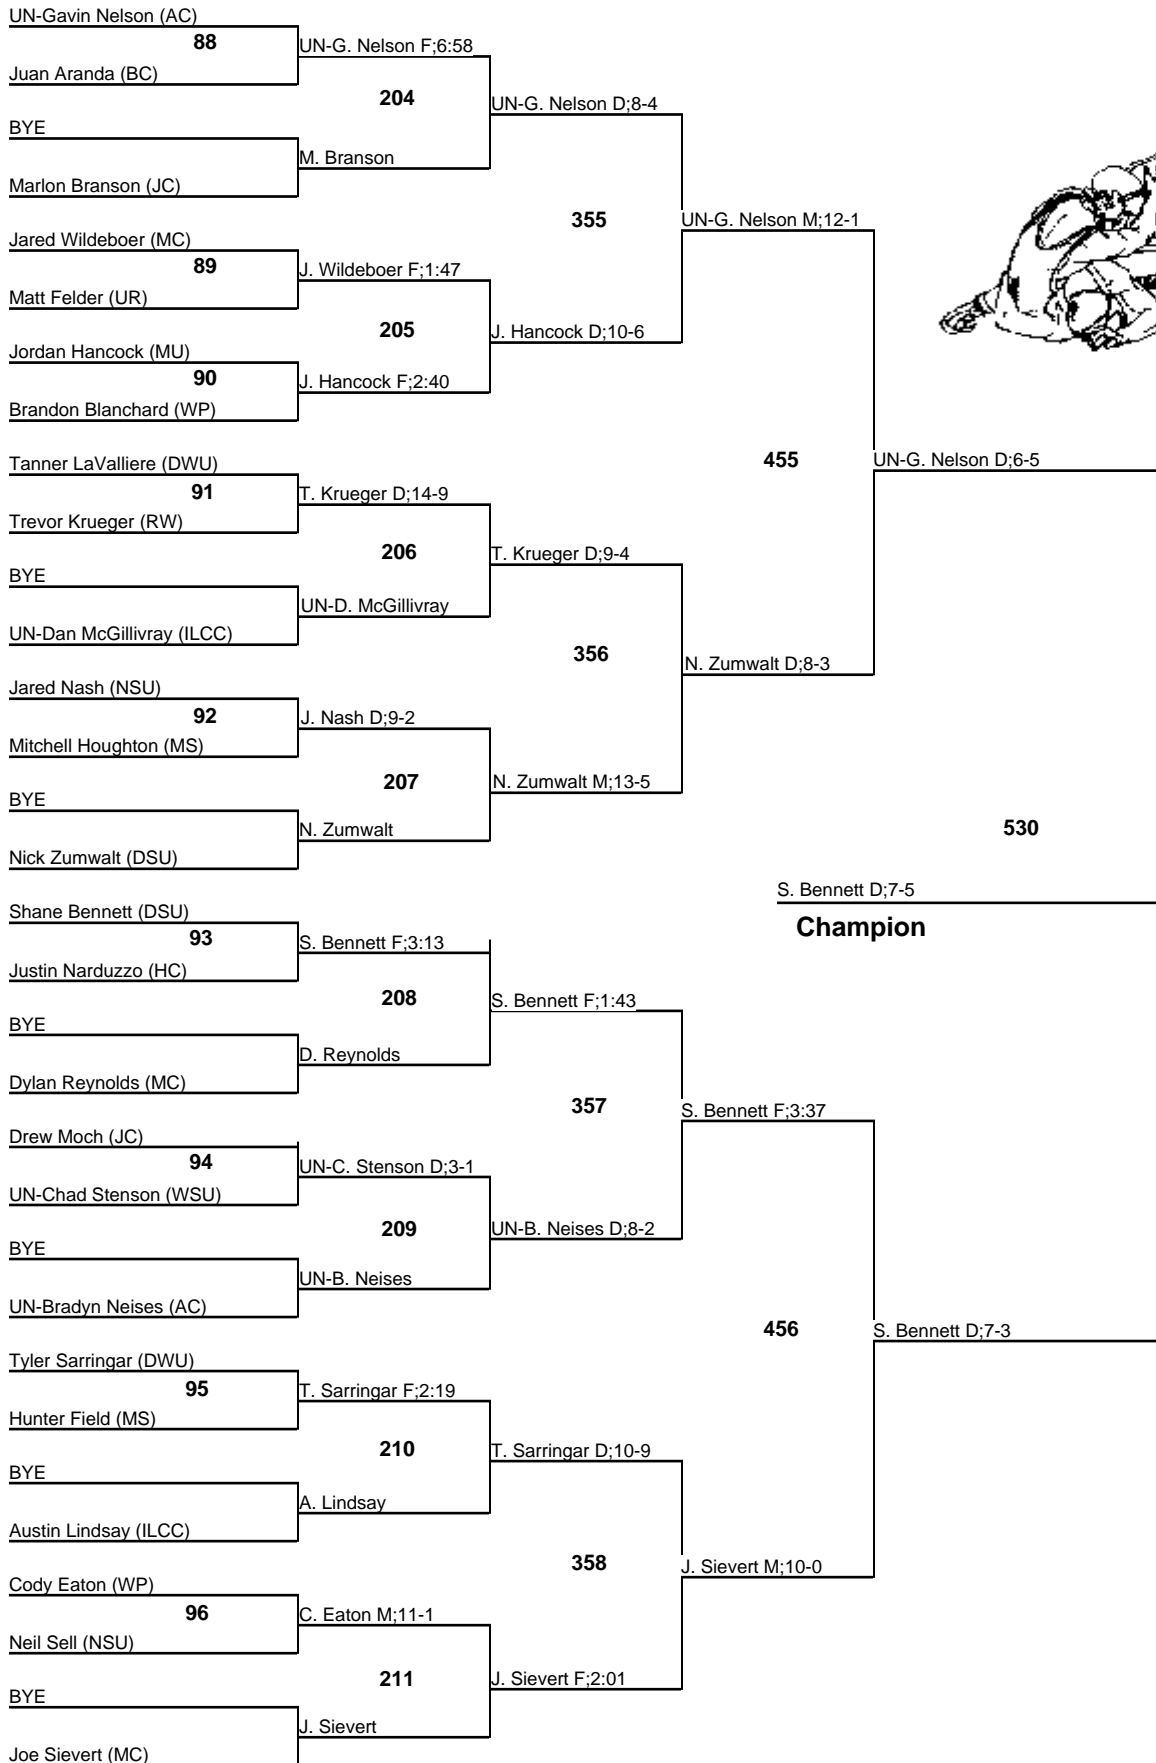 UN-Gavin Nelson (AC)
88
UN-G. Nelson F;6:58
Juan Aranda (BC)
204
UN-G. Nelson D;8-4
BYE
M. Branson
Marlon Branson (JC)
355
UN-G. Nelson M;12-1
Jared Wildeboer (MC)
89
J. Wildeboer F;1:47
Matt Felder (UR)
205
J. Hancock D;10-6
Jordan Hancock (MU)
90
J. Hancock F;2:40
Brandon Blanchard (WP)
455
UN-G. Nelson D;6-5
Tanner LaValliere (DWU)
91
T. Krueger D;14-9
Trevor Krueger (RW)
206
T. Krueger D;9-4
BYE
UN-D. McGillivray
UN-Dan McGillivray (ILCC)
356
N. Zumwalt D;8-3
Jared Nash (NSU)
92
J. Nash D;9-2
Mitchell Houghton (MS)
207
N. Zumwalt M;13-5
BYE
N. Zumwalt
Nick Zumwalt (DSU)
530
S. Bennett D;7-5
Champion
Shane Bennett (DSU)
93
S. Bennett F;3:13
Justin Narduzzo (HC)
208
S. Bennett F;1:43
BYE
D. Reynolds
Dylan Reynolds (MC)
357
S. Bennett F;3:37
Drew Moch (JC)
94
UN-C. Stenson D;3-1
UN-Chad Stenson (WSU)
209
UN-B. Neises D;8-2
BYE
UN-B. Neises
UN-Bradyn Neises (AC)
456
S. Bennett D;7-3
Tyler Sarringar (DWU)
95
T. Sarringar F;2:19
Hunter Field (MS)
210
T. Sarringar D;10-9
BYE
A. Lindsay
Austin Lindsay (ILCC)
358
J. Sievert M;10-0
Cody Eaton (WP)
96
C. Eaton M;11-1
Neil Sell (NSU)
211
J. Sievert F;2:01
BYE
J. Sievert
Joe Sievert (MC)